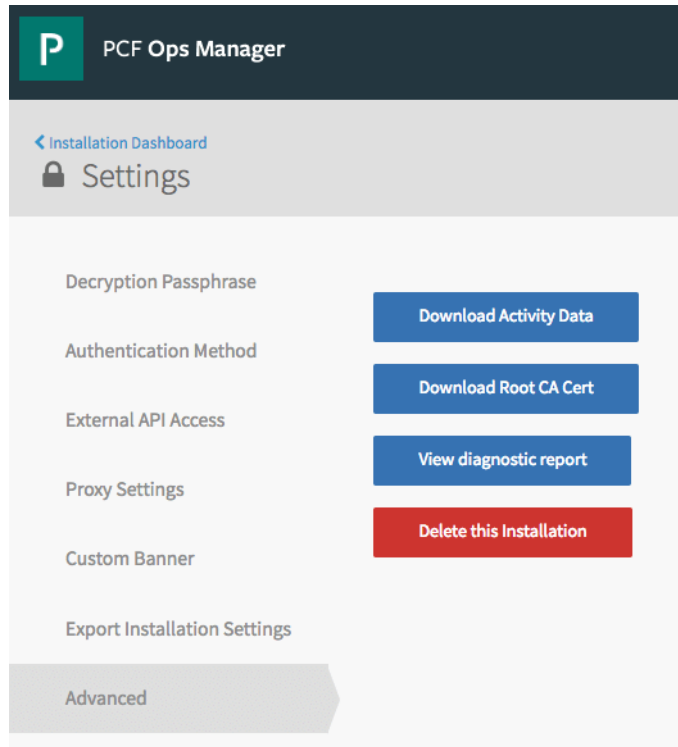 P PCF Ops Manager
Installation Dashboard
Settings
Decryption Passphrase
Authentication Method
External API Access
Proxy Settings
Custom Banner
Export Installation Settings
Advanced
Download Activity Data
Download Root CA Cert
View diagnostic report
Delete this Installation